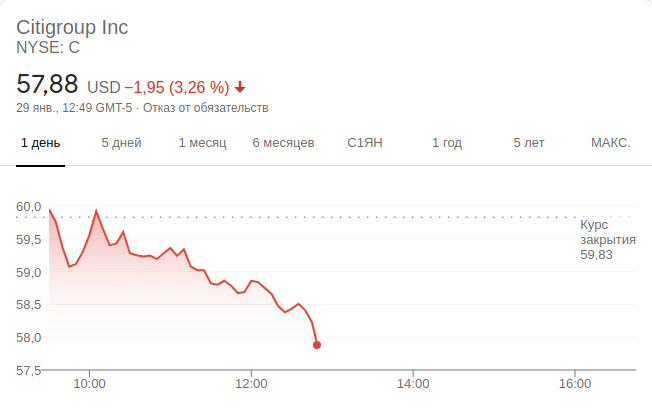 Citigroup Inc
NYSE: C
57,88 USD −1,95 (3,26 %)
29 янв., 12:49 GMT-5 · Отказ от обязательств
1 день 5 дней 1 месяц 6 месяцев С1ЯН 1 год 5 лет МАКС.
60,0
Курс
59,5
закрытия
59,83
59,0
58,5
58,0
57,5
10:00 12:00 14:00 16:00